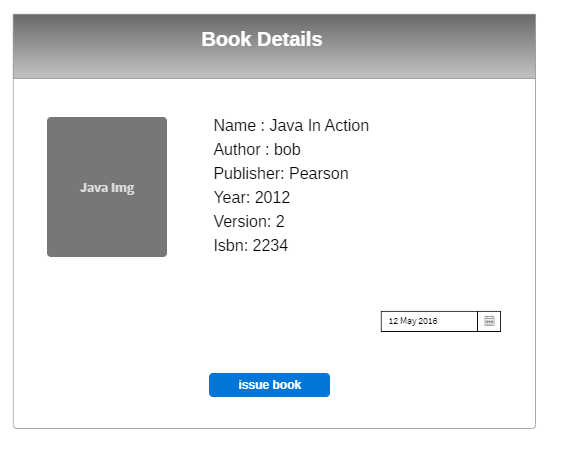 Book Details
Java Img
Name : Java In Action
Author : bob
Publisher: Pearson
Year: 2012
Version: 2
Isbn: 2234
12 May 2016
issue book